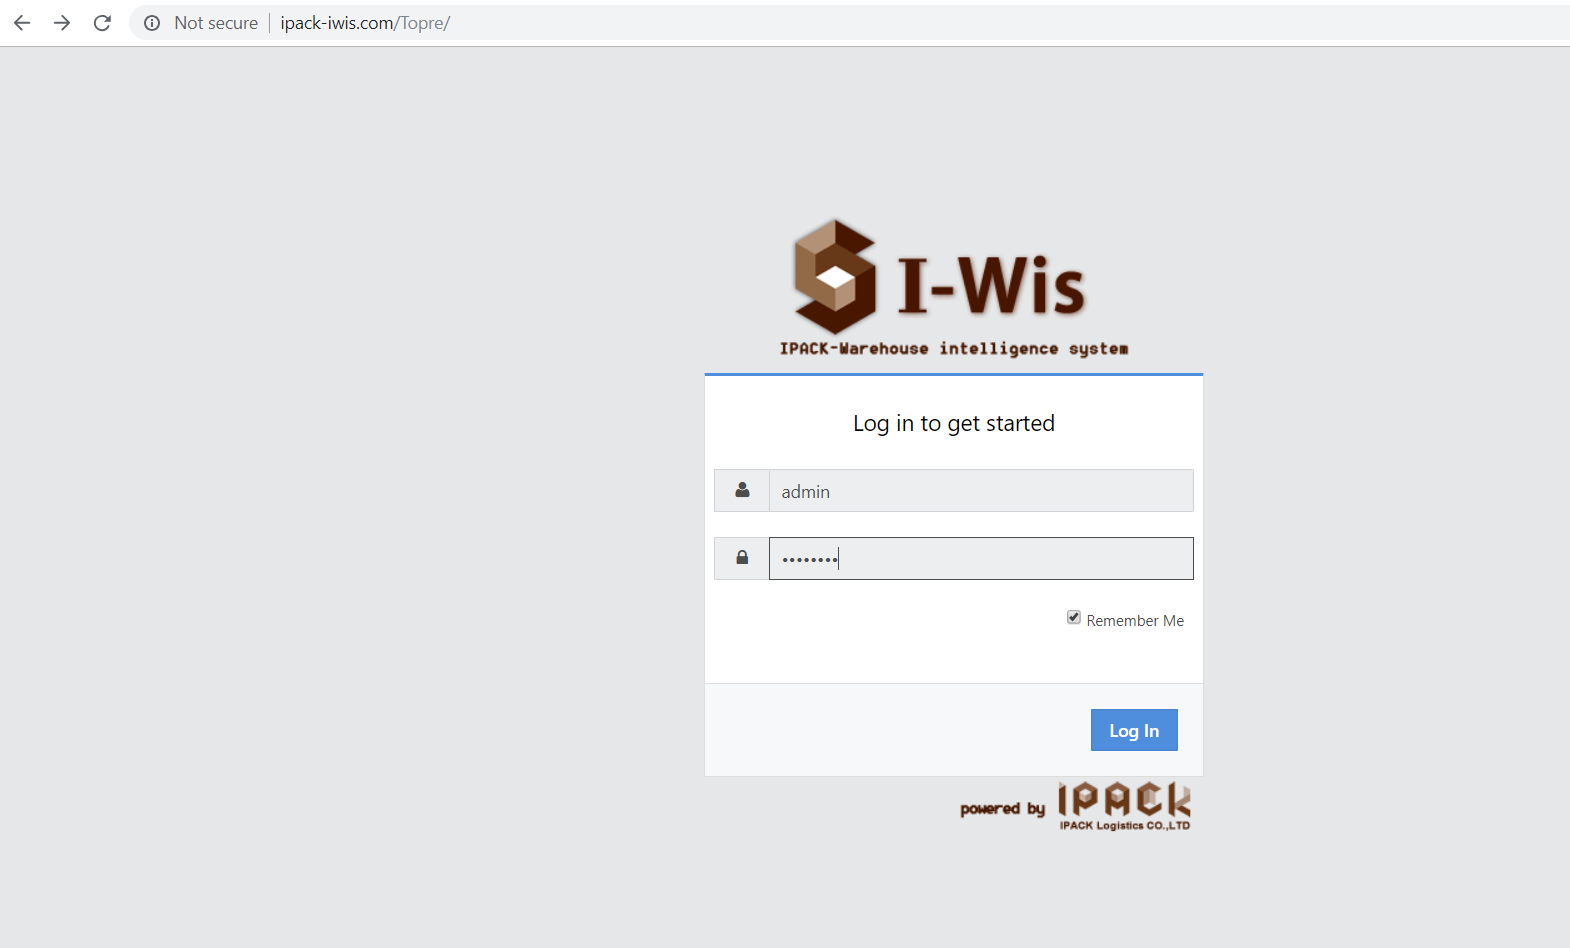 Not secure | ipack-iwis.com/Topre/
I-Wis
IPACK-Warehouse intelligence system
Log in to get started
admin
••••••••
Remember Me
Log In
powered by IPACK
IPACK Logistics CO.,LTD